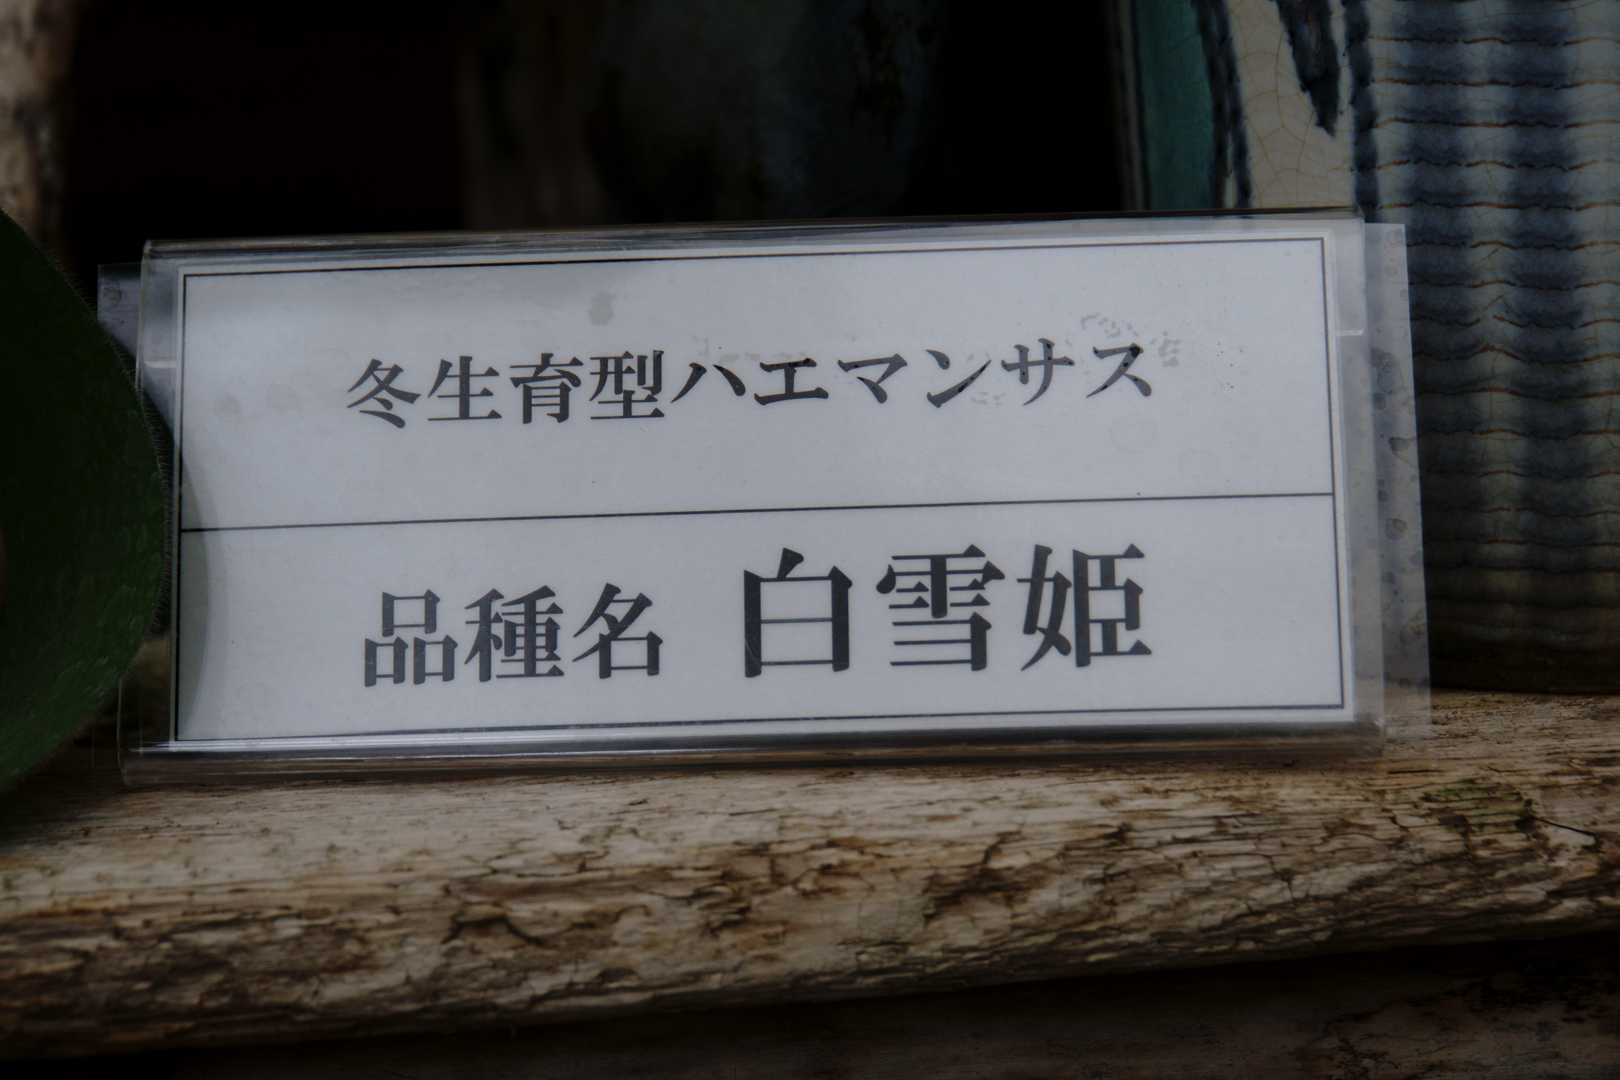 冬生育型ハエマンサス
品種名 白雪姫